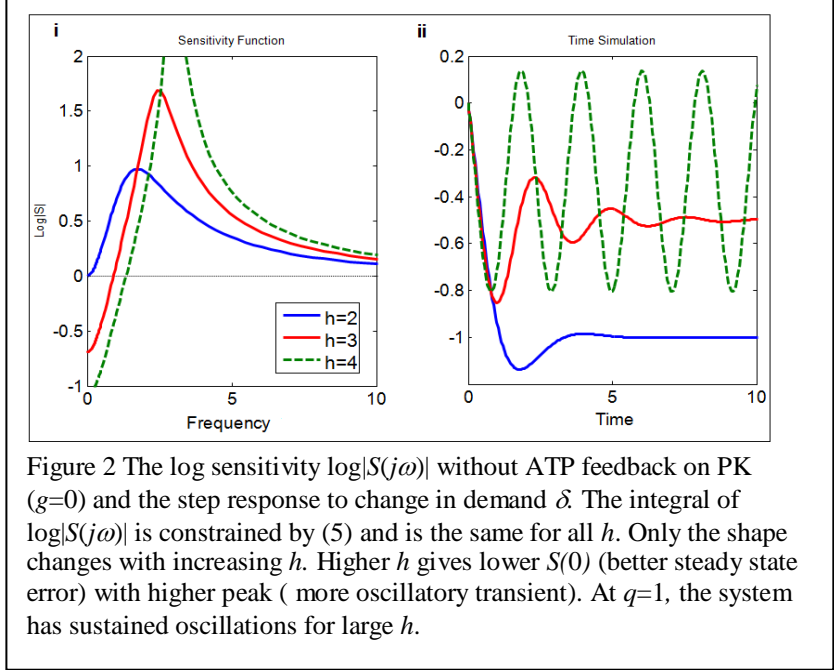 i
Sensitivity Function
2
1.5
1
0.5
0
-0.5
-1
Log|S|
0
5
10
Frequency
h=2
h=3
h=4
ii
Time Simulation
0.2
0
-0.2
-0.4
-0.6
-0.8
-1
0
5
10
Time
Figure 2 The log sensitivity log|S(jω)| without ATP feedback on PK
(g=0) and the step response to change in demand δ. The integral of
log|S(jω)| is constrained by (5) and is the same for all h. Only the shape
changes with increasing h. Higher h gives lower S(0) (better steady state
error) with higher peak ( more oscillatory transient). At q=1, the system
has sustained oscillations for large h.